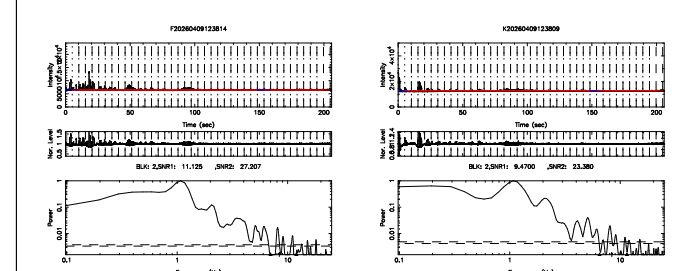 F20260409123814
K20260409123809
Intensity
Intensity
0
50
100
150
200
0
50
100
150
200
Time (sec)
Time (sec)
Nor. Level
Nor. Level
BLK: 2,SNR1: 11.125 ,SNR2: 27.207
BLK: 2,SNR1: 9.4700 ,SNR2: 23.380
Power
Power
1
0.1
0.01
1
0.1
0.01
0.1
1
10
0.1
1
10